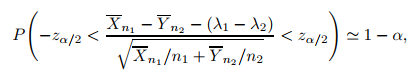 $$P\left(-z_{\alpha/2} < \frac{\overline{X}_{n_1} - \overline{Y}_{n_2} - (\lambda_1 - \lambda_2)}{\sqrt{\overline{X}_{n_1}/n_1 + \overline{Y}_{n_2}/n_2}} < z_{\alpha/2}\right) \simeq 1 - \alpha,$$